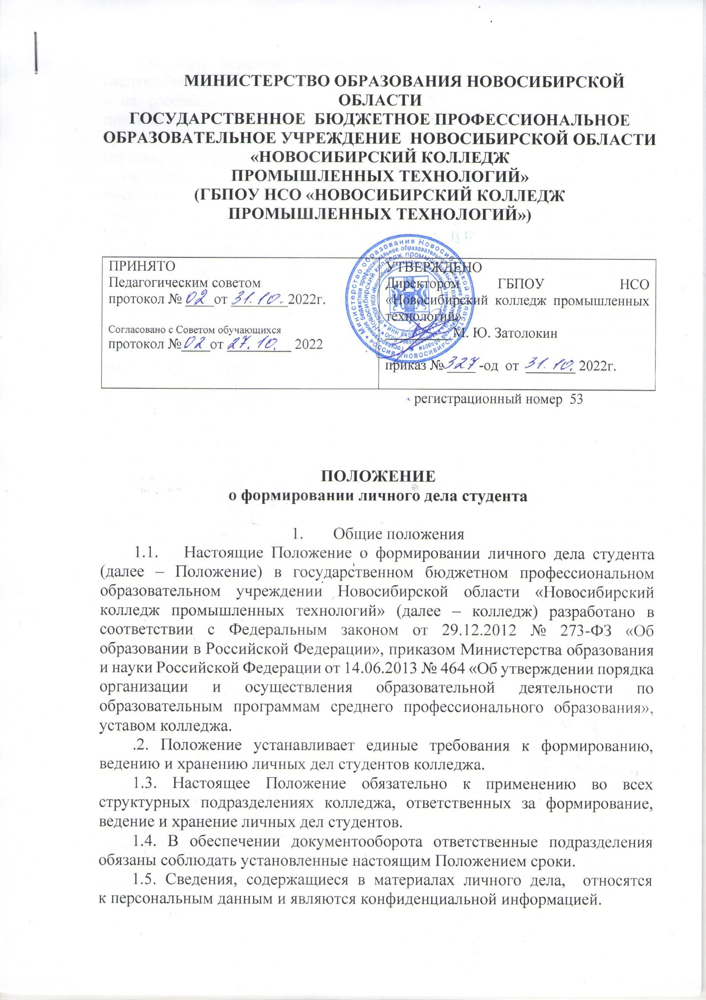 МИНИСТЕРСТВО ОБРАЗОВАНИЯ НОВОСИБИРСКОЙ
ОБЛАСТИ
ГОСУДАРСТВЕННОЕ БЮДЖЕТНОЕ ПРОФЕССИОНАЛЬНОЕ
ОБРАЗОВАТЕЛЬНОЕ УЧРЕЖДЕНИЕ НОВОСИБИРСКОЙ ОБЛАСТИ
«НОВОСИБИРСКИЙ КОЛЛЕДЖ
ПРОМЫШЛЕННЫХ ТЕХНОЛОГИЙ»
(ГБПОУ НСО «НОВОСИБИРСКИЙ КОЛЛЕДЖ
ПРОМЫШЛЕННЫХ ТЕХНОЛОГИЙ»)
ПРИНЯТО
Педагогическим советом
протокол № 02 от 31.10.2022г.
Согласовано с Советом обучающихся
протокол № 02 от 27.10. 2022
УТВЕРЖДЕНО
Директором ГБПОУ НСО
«Новосибирский колледж промышленных
технологий»
М. Ю. Затолокин
приказ № 327 -од от 31.10. 2022г.
регистрационный номер 53
ПОЛОЖЕНИЕ
о формировании личного дела студента
1. Общие положения
1.1. Настоящие Положение о формировании личного дела студента
(далее – Положение) в государственном бюджетном профессиональном
образовательном учреждении Новосибирской области «Новосибирский
колледж промышленных технологий» (далее – колледж) разработано в
соответствии с Федеральным законом от 29.12.2012 № 273-ФЗ «Об
образовании в Российской Федерации», приказом Министерства образования
и науки Российской Федерации от 14.06.2013 № 464 «Об утверждении порядка
организации и осуществления образовательной деятельности по
образовательным программам среднего профессионального образования»,
уставом колледжа.
.2. Положение устанавливает единые требования к формированию,
ведению и хранению личных дел студентов колледжа.
1.3. Настоящее Положение обязательно к применению во всех
структурных подразделениях колледжа, ответственных за формирование,
ведение и хранение личных дел студентов.
1.4. В обеспечении документооборота ответственные подразделения
обязаны соблюдать установленные настоящим Положением сроки.
1.5. Сведения, содержащиеся в материалах личного дела, относятся
к персональным данным и являются конфиденциальной информацией.